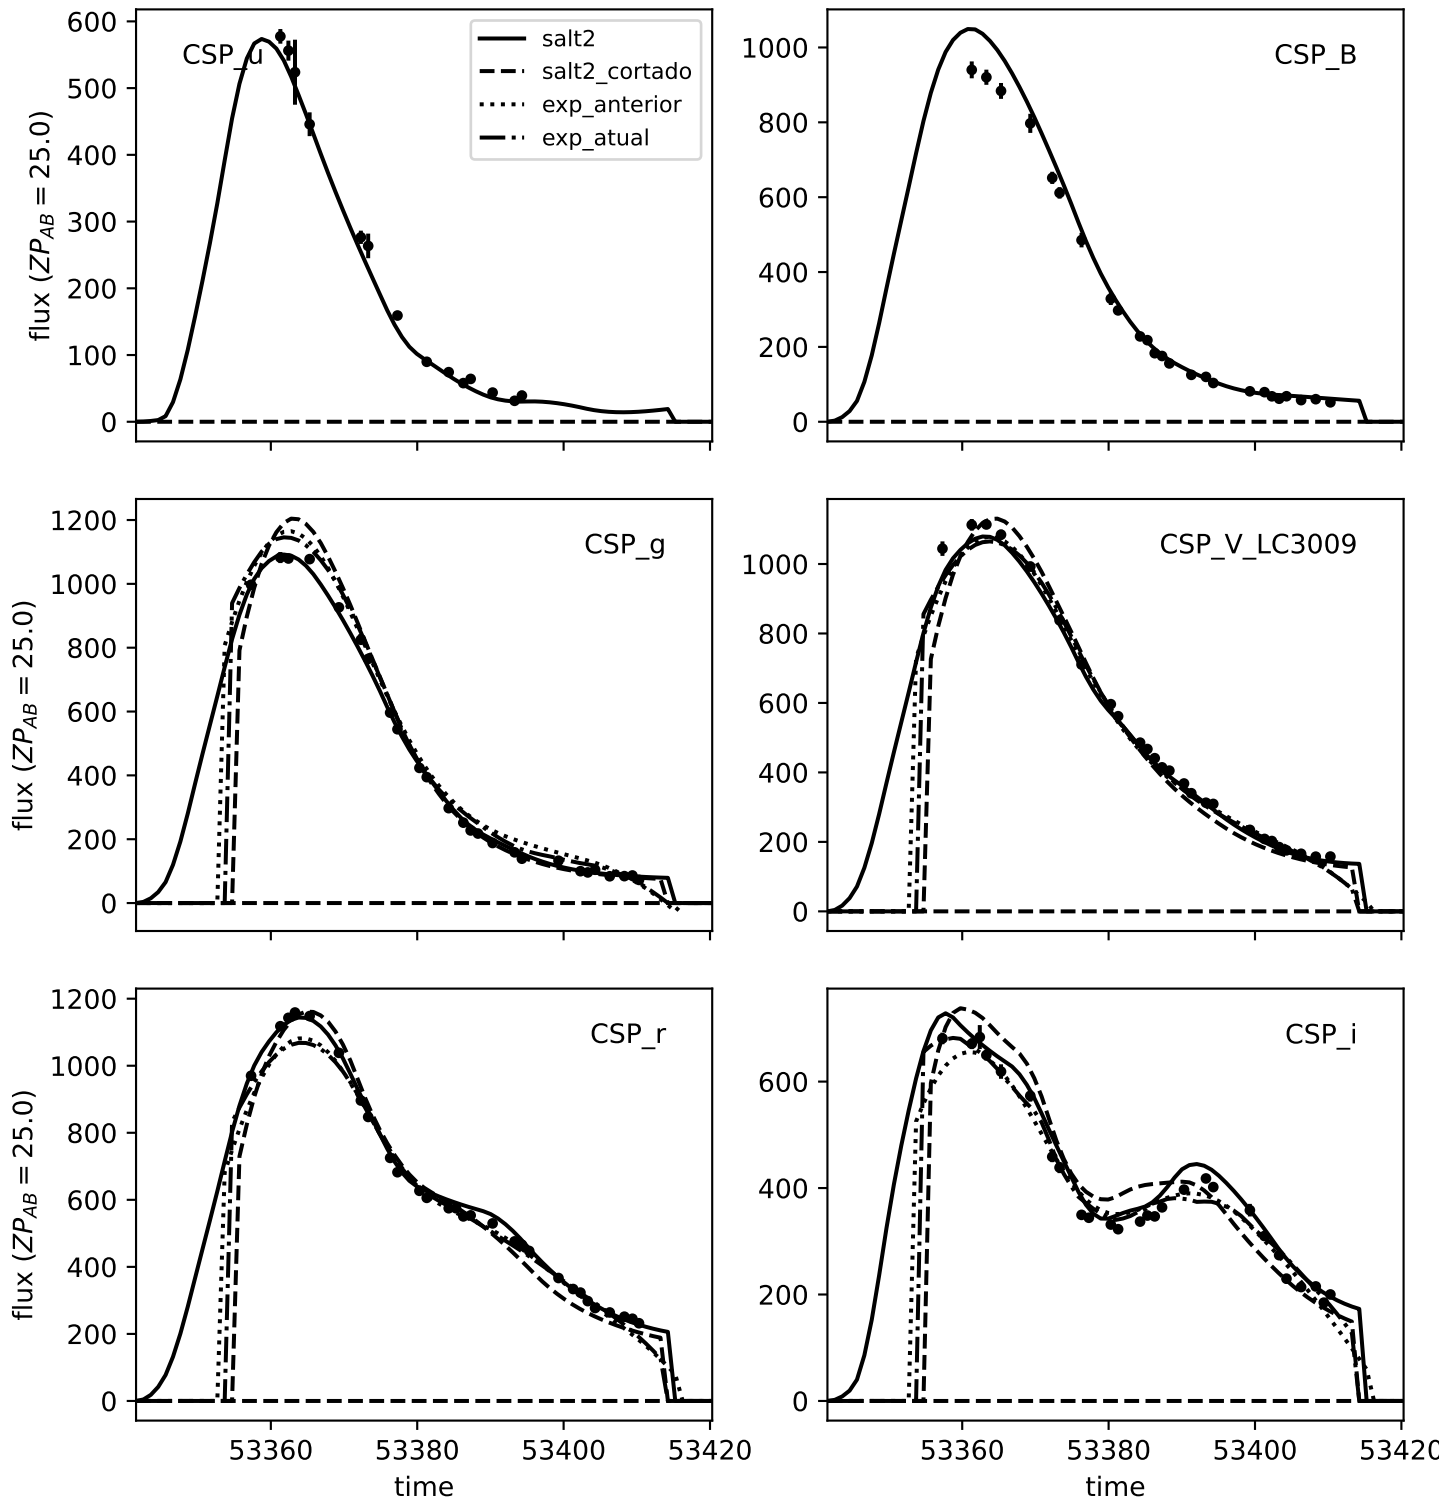 CSP_u
salt2
salt2_cortado
exp_anterior
exp_atual
600
500
400
300
200
100
0
flux (ZP_AB = 25.0)
CSP_B
1000
800
600
400
200
0
CSP_g
1200
1000
800
600
400
200
0
flux (ZP_AB = 25.0)
CSP_V_LC3009
1000
800
600
400
200
0
CSP_r
1200
1000
800
600
400
200
0
flux (ZP_AB = 25.0)
53360 53380 53400 53420
time
CSP_i
600
400
200
0
53360 53380 53400 53420
time